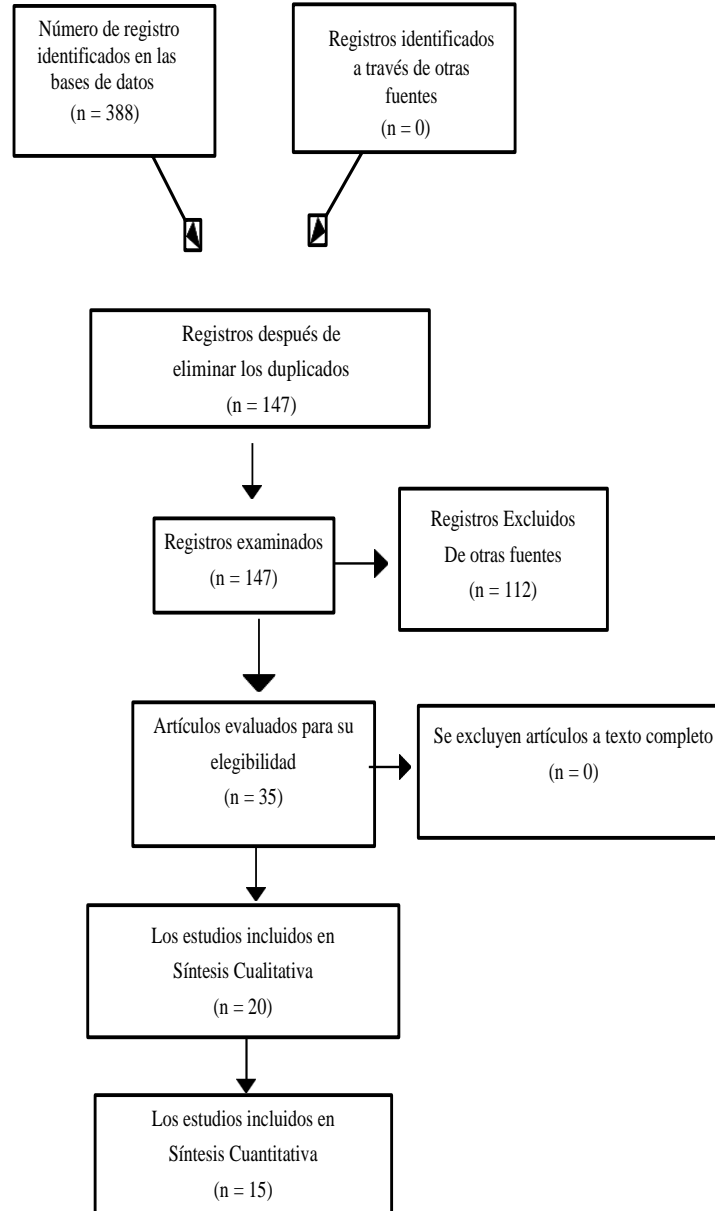 Número de registro
identificados en las
bases de datos
(n = 388)
Registros identificados
a través de otras
fuentes
(n = 0)
Registros después de
eliminar los duplicados
(n = 147)
Registros examinados
(n = 147)
Registros Excluidos
De otras fuentes
(n = 112)
Artículos evaluados para su
elegibilidad
(n = 35)
Se excluyen artículos a texto completo
(n = 0)
Los estudios incluidos en
Síntesis Cualitativa
(n = 20)
Los estudios incluidos en
Síntesis Cuantitativa
(n = 15)